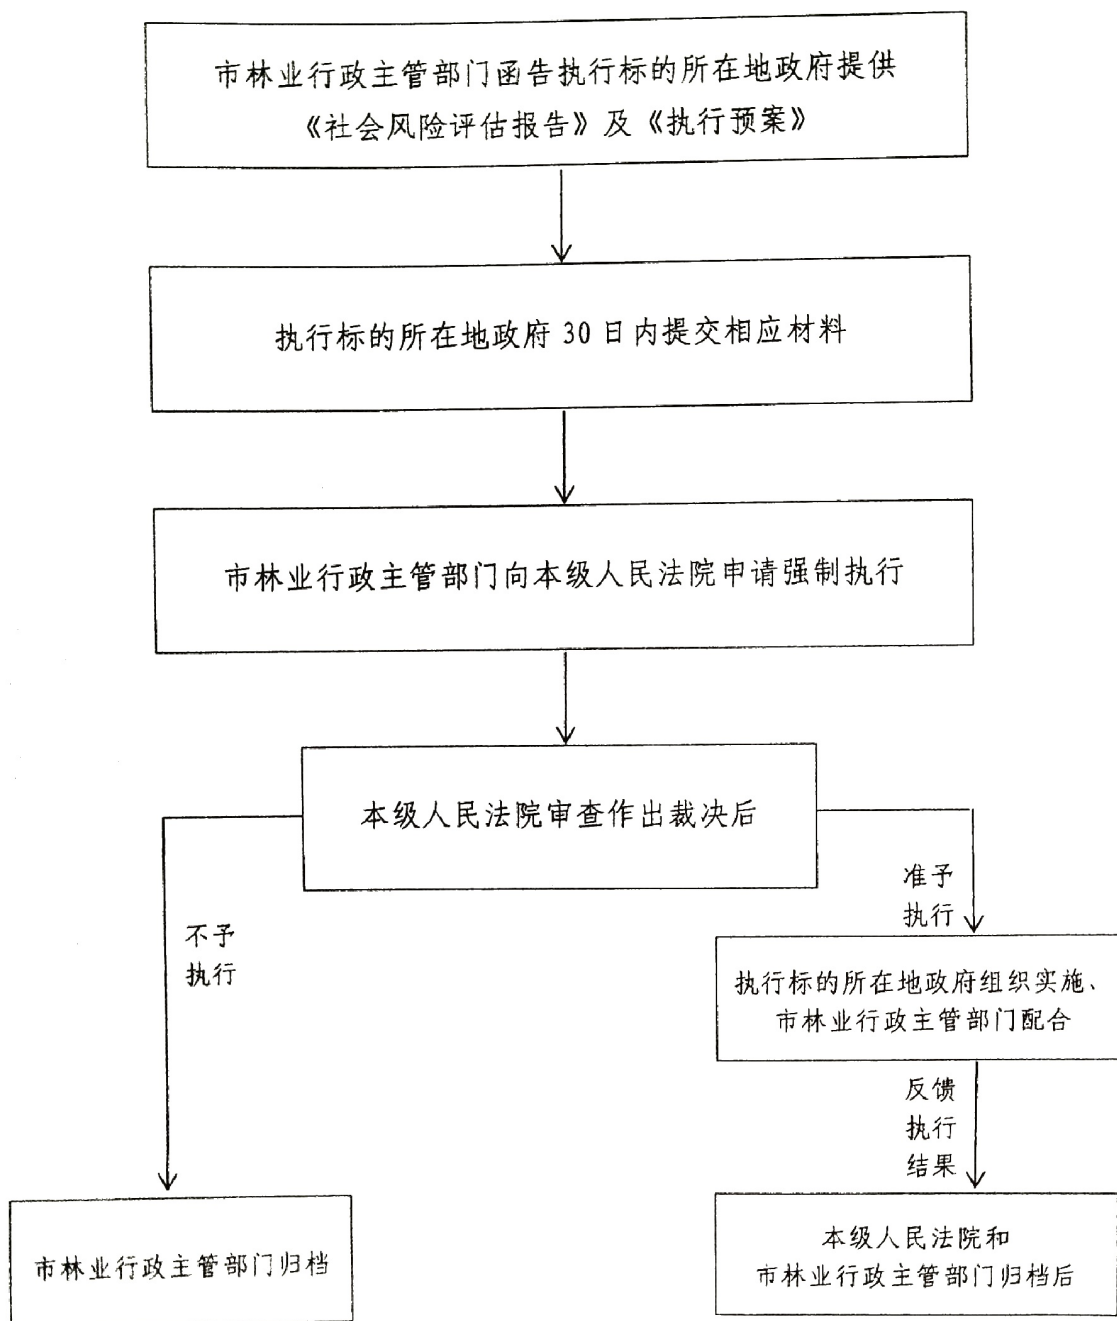 市林业行政主管部门函告执行标的所在地政府提供
《社会风险评估报告》及《执行预案》
执行标的所在地政府 30 日内提交相应材料
市林业行政主管部门向本级人民法院申请强制执行
本级人民法院审查作出裁决后
不予
执行
准予
执行
执行标的所在地政府组织实施、
市林业行政主管部门配合
反馈
执行
结果
市林业行政主管部门归档
本级人民法院和
市林业行政主管部门归档后